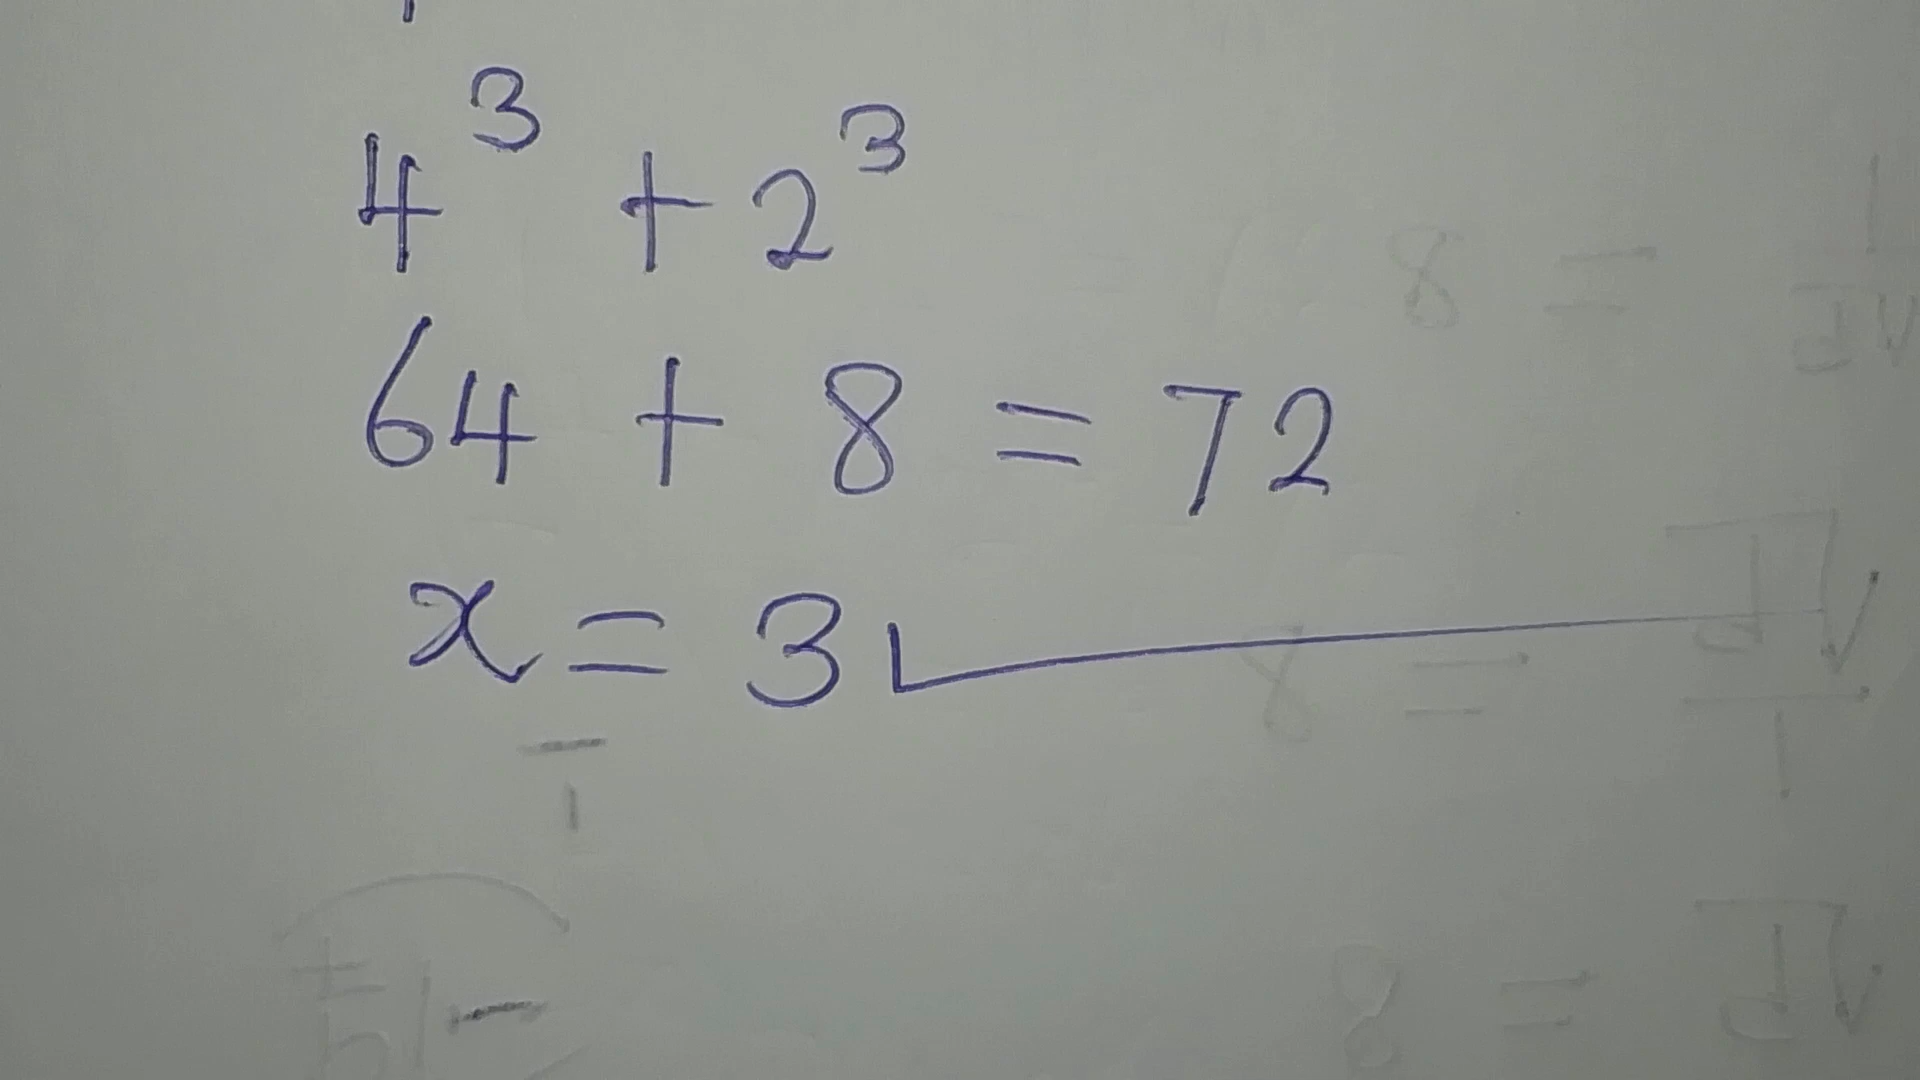 4³ + 2³
64 + 8 = 72
x = 3